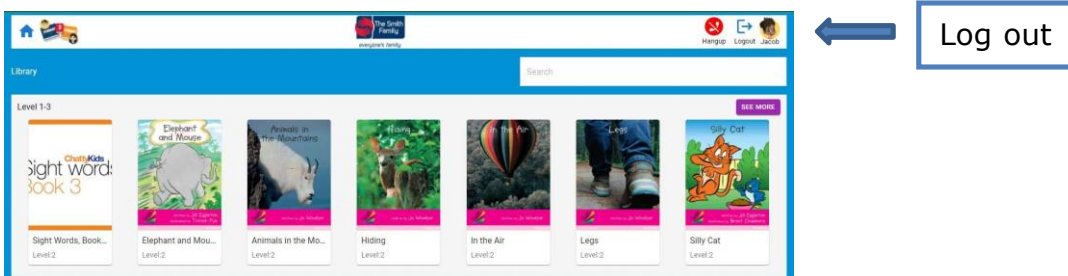 The Smith
Family
everyone's family
Hangup Logout Jacob
Log out
Library
Search
Level 1-3
SEE MORE
ChattyKids
Sight words
Book 3
Elephant
and Mouse
Animals in
the Mountains
Hiding
In the Air
Legs
Silly Cat
Sight Words, Book...
Elephant and Mou...
Animals in the Mo...
Hiding
In the Air
Legs
Silly Cat
Level:2
Level:2
Level:2
Level:2
Level:2
Level:2
Level:2